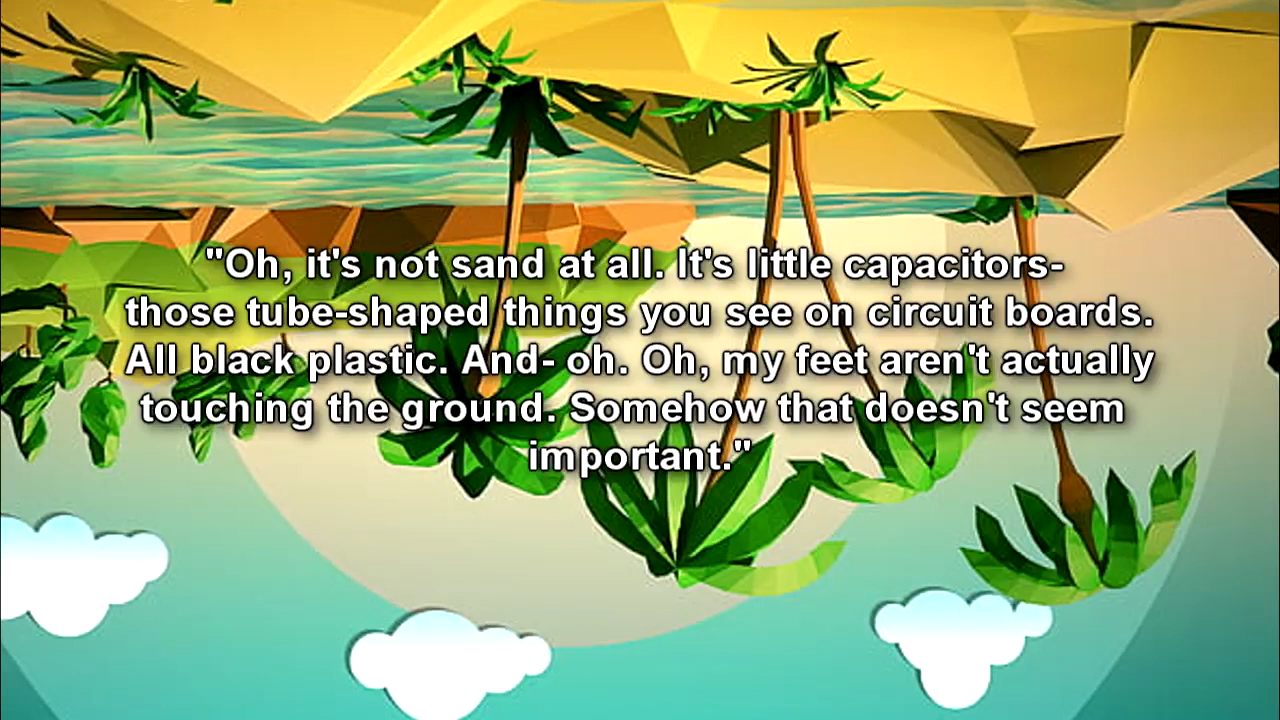 "Oh, it's not sand at all. It's little capacitors-
those tube-shaped things you see on circuit boards.
All black plastic. And- oh. Oh, my feet aren't actually
touching the ground. Somehow that doesn't seem
important."